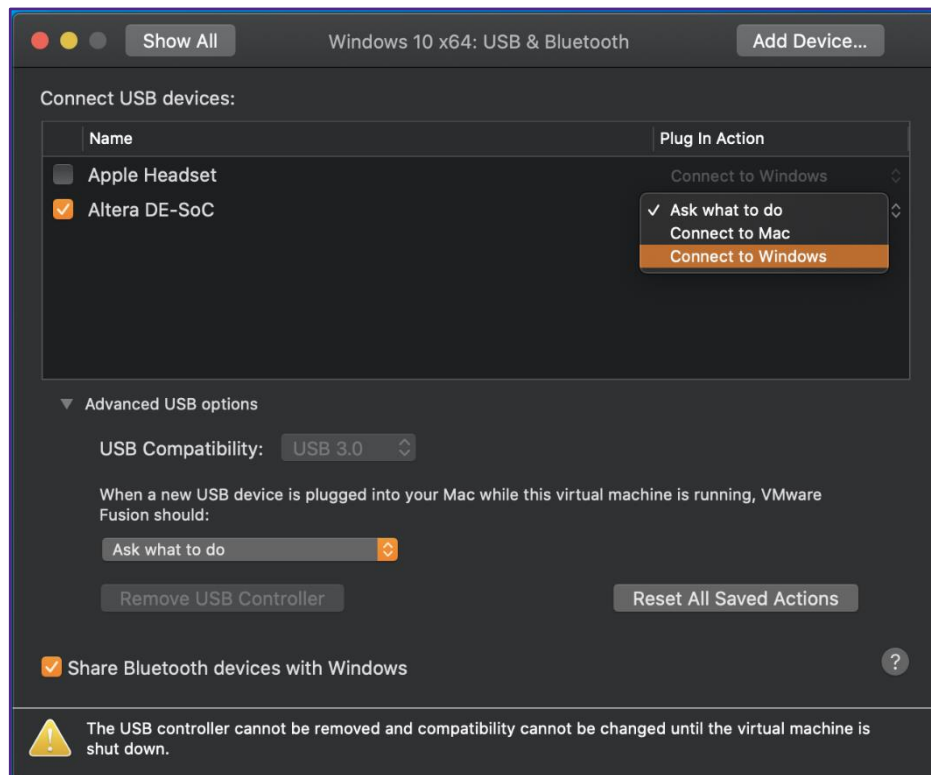 Show All
Windows 10 x64: USB & Bluetooth
Add Device...
Connect USB devices:
Name
Plug In Action
Apple Headset
Connect to Windows
Altera DE-SoC
✓ Ask what to do
Connect to Mac
Connect to Windows
Advanced USB options
USB Compatibility:
USB 3.0
When a new USB device is plugged into your Mac while this virtual machine is running, VMware
Fusion should:
Ask what to do
Remove USB Controller
Reset All Saved Actions
Share Bluetooth devices with Windows
?
The USB controller cannot be removed and compatibility cannot be changed until the virtual machine is
shut down.